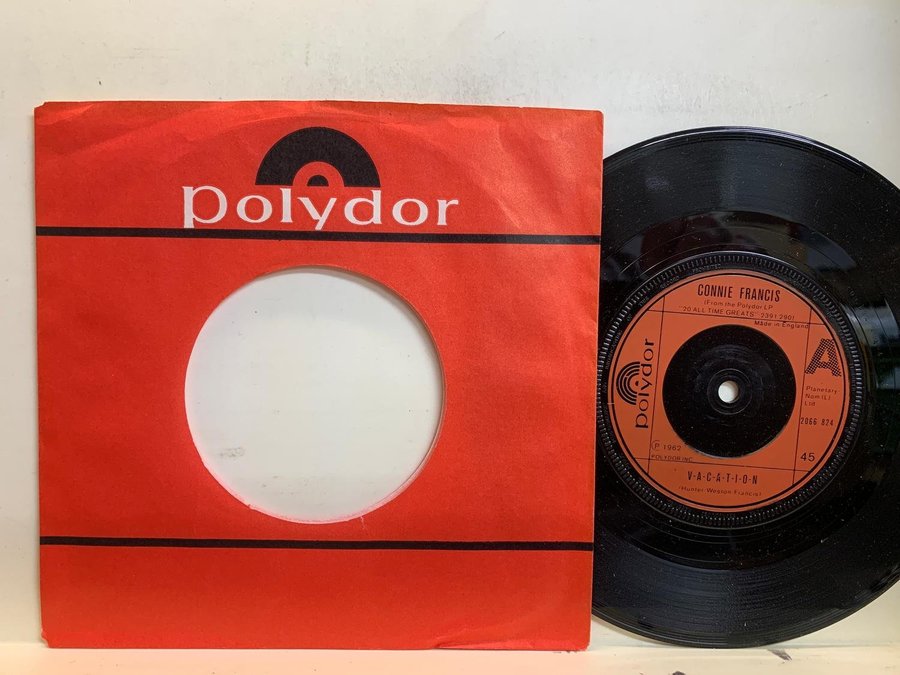 polydor
CONNIE FRANCIS
(From the Polydor LP
"20 ALL TIME GREATS" 2391 290)
Made in England
A
polydor
Planetary
Nom (L)
Ltd
2066 824
℗ 1962
POLYDOR INC.
45
V-A-C-A-T-I-O-N
(Hunter-Weston-Francis)